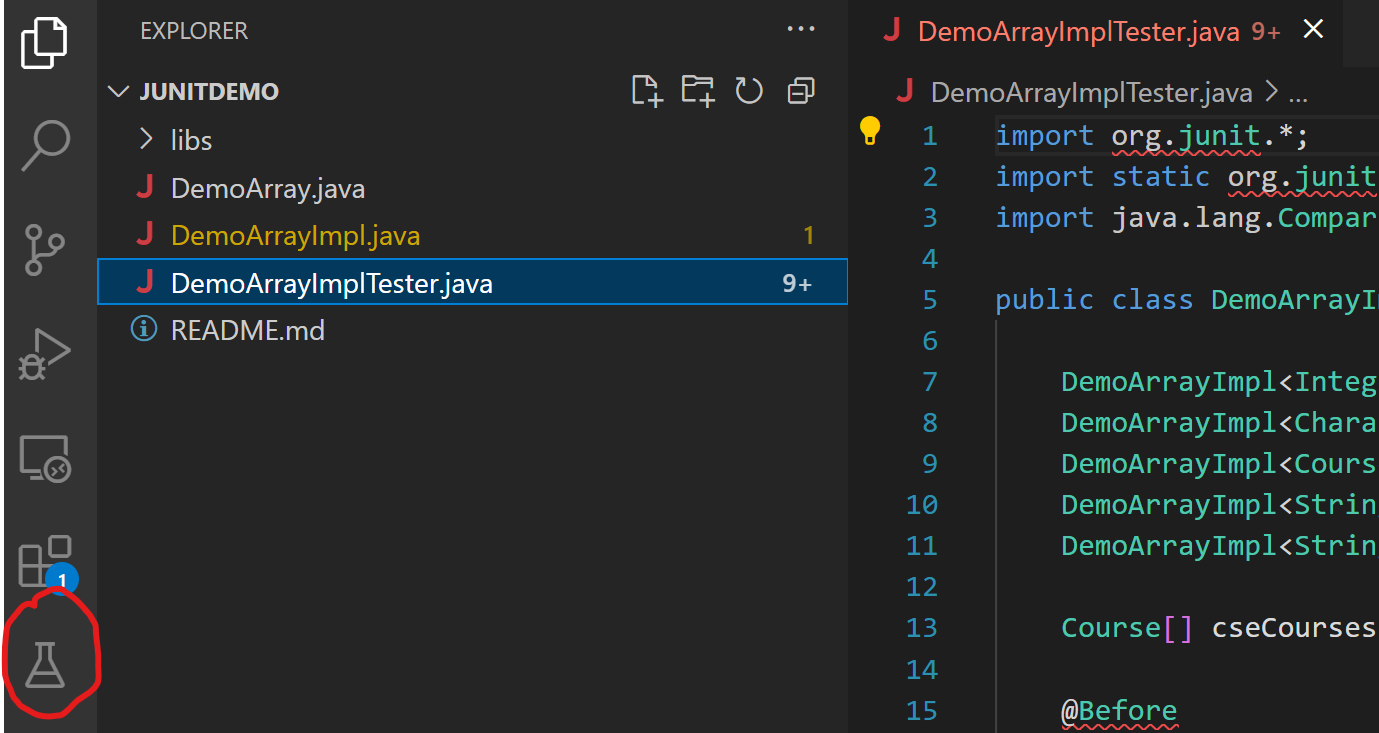 EXPLORER
JUNITDEMO
libs
DemoArray.java
DemoArrayImpl.java 1
DemoArrayImplTester.java 9+
README.md
1
DemoArrayImplTester.java 9+
DemoArrayImplTester.java > ...
1 import org.junit.*;
2 import static org.junit
3 import java.lang.Compar
4
5 public class DemoArrayI
6
7 DemoArrayImpl<Integ
8 DemoArrayImpl<Chara
9 DemoArrayImpl<Cours
10 DemoArrayImpl<Strin
11 DemoArrayImpl<Strin
12
13 Course[] cseCourses
14
15 @Before